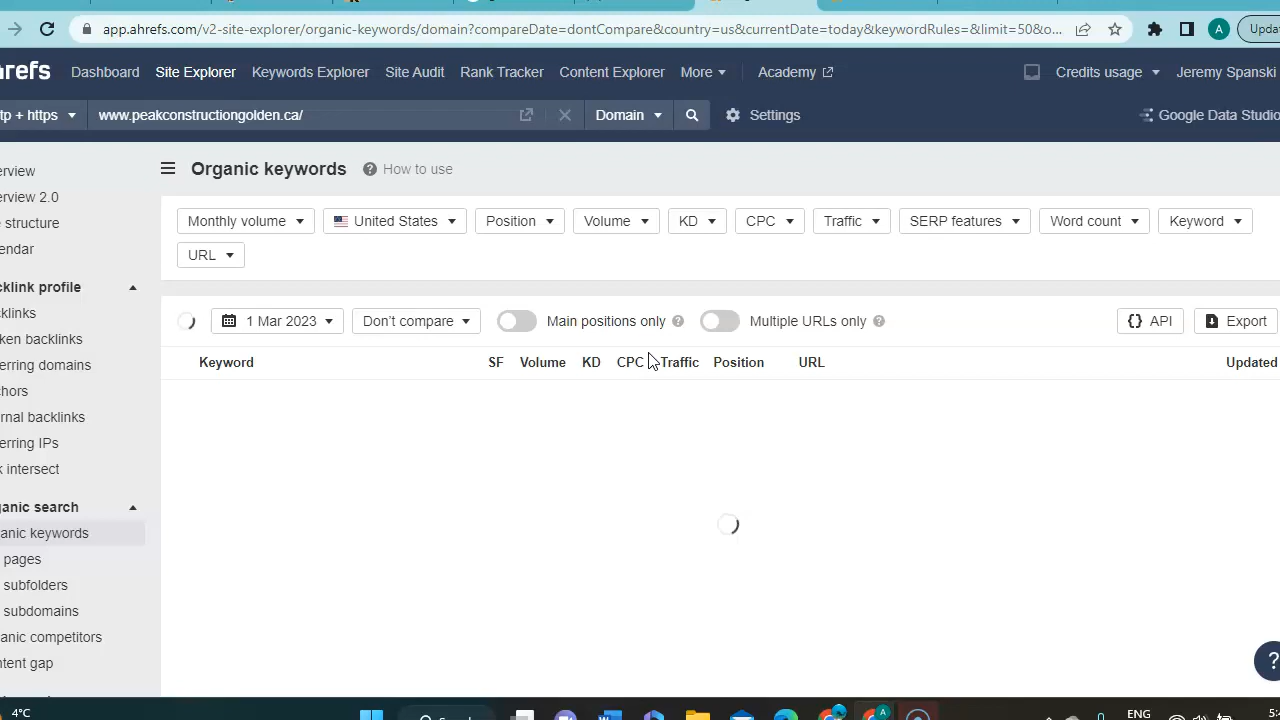 app.ahrefs.com/v2-site-explorer/organic-keywords/domain?compareDate=dontCompare&country=us&currentDate=today&keywordRules=&limit=50&o... A Updat
hrefs Dashboard Site Explorer Keywords Explorer Site Audit Rank Tracker Content Explorer More Academy Credits usage Jeremy Spanski
tp + https www.peakconstructiongolden.ca/ Domain Settings Google Data Studio
erview
erview 2.0
structure
endar
cklink profile
cklinks
ken backlinks
erring domains
chors
ernal backlinks
erring IPs
k intersect
ganic search
anic keywords
pages
subfolders
subdomains
anic competitors
ntent gap
Organic keywords ? How to use
Monthly volume United States Position Volume KD CPC Traffic SERP features Word count Keyword
URL
1 Mar 2023 Don't compare Main positions only ? Multiple URLs only ? {} API Export
Keyword SF Volume KD CPC Traffic Position URL Updated
?
4°C A ENG